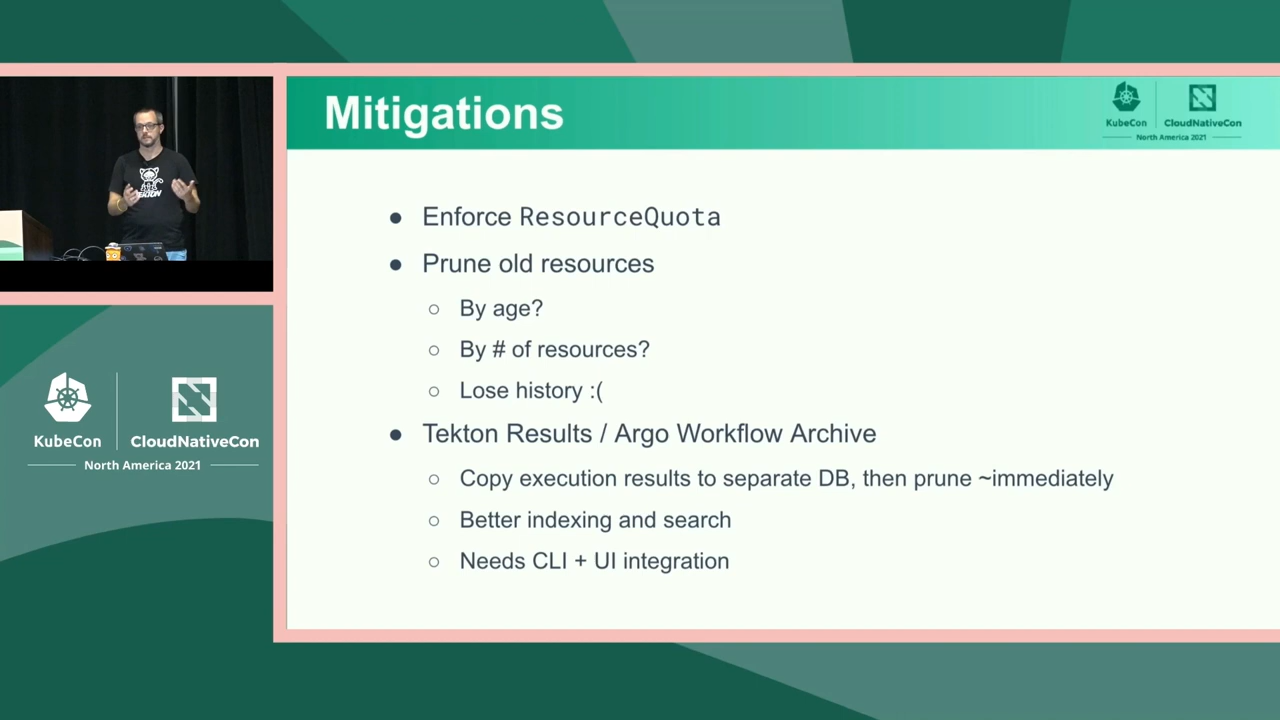 Mitigations
KubeCon
CloudNativeCon
North America 2021
● Enforce ResourceQuota
● Prune old resources
○ By age?
○ By # of resources?
○ Lose history :(
● Tekton Results / Argo Workflow Archive
○ Copy execution results to separate DB, then prune ~immediately
○ Better indexing and search
○ Needs CLI + UI integration
KubeCon
CloudNativeCon
North America 2021